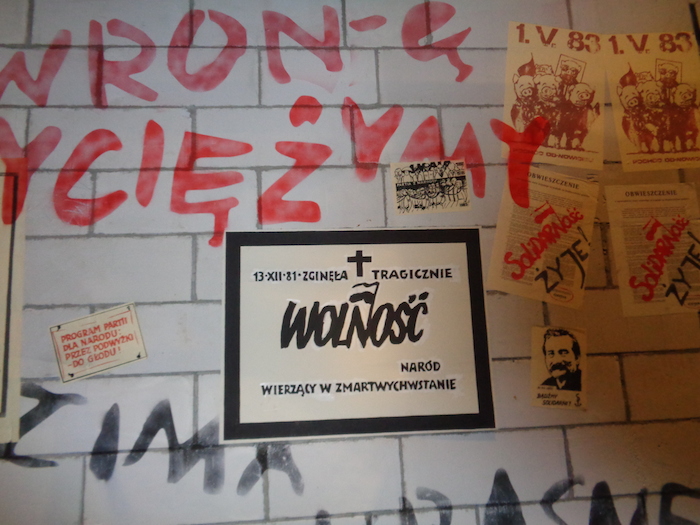 WRON-Ą
YCIĘŻYMY
1.V.83
1.V.83
OBWIESZCZENIE
SOLIDARNOŚĆ
ŻYJE!
OBWIESZCZENIE
SOLIDARNOŚĆ
ŻYJE!
13·XII·81·ZGINĘŁA TRAGICZNIE
WOLNOŚĆ
NARÓD
WIERZĄCY W ZMARTWYCHWSTANIE
PROGRAM PARTII
DLA NARODU:
PRZEZ PODWYŻKI
-DO GŁODU!
ZIMA